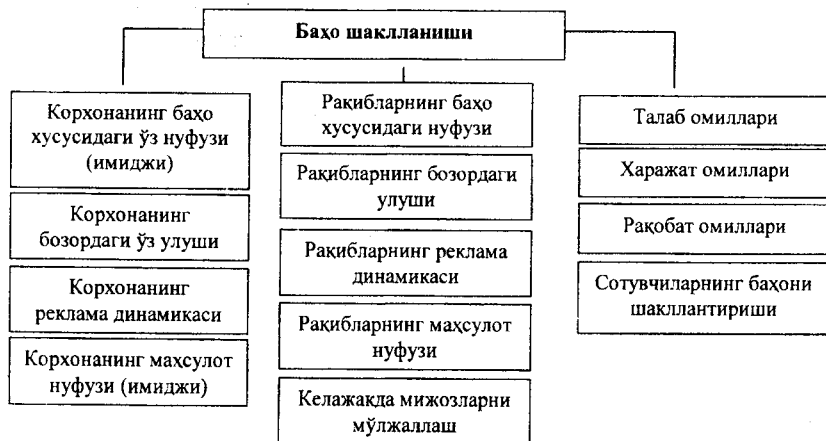 Баҳо шаклланиши
Корхонанинг баҳо
хусусидаги ўз нуфузи
(имиджи)
Корхонанинг
бозордаги ўз улуши
Корхонанинг
реклама динамикаси
Корхонанинг маҳсулот
нуфузи (имиджи)
Рақибларнинг баҳо
хусусидаги нуфузи
Рақибларнинг бозордаги
улуши
Рақибларнинг реклама
динамикаси
Рақибларнинг маҳсулот
нуфузи
Келажакда мижозларни
мўлжаллаш
Талаб омиллари
Харажат омиллари
Рақобат омиллари
Сотувчиларнинг баҳони
шакллантириши